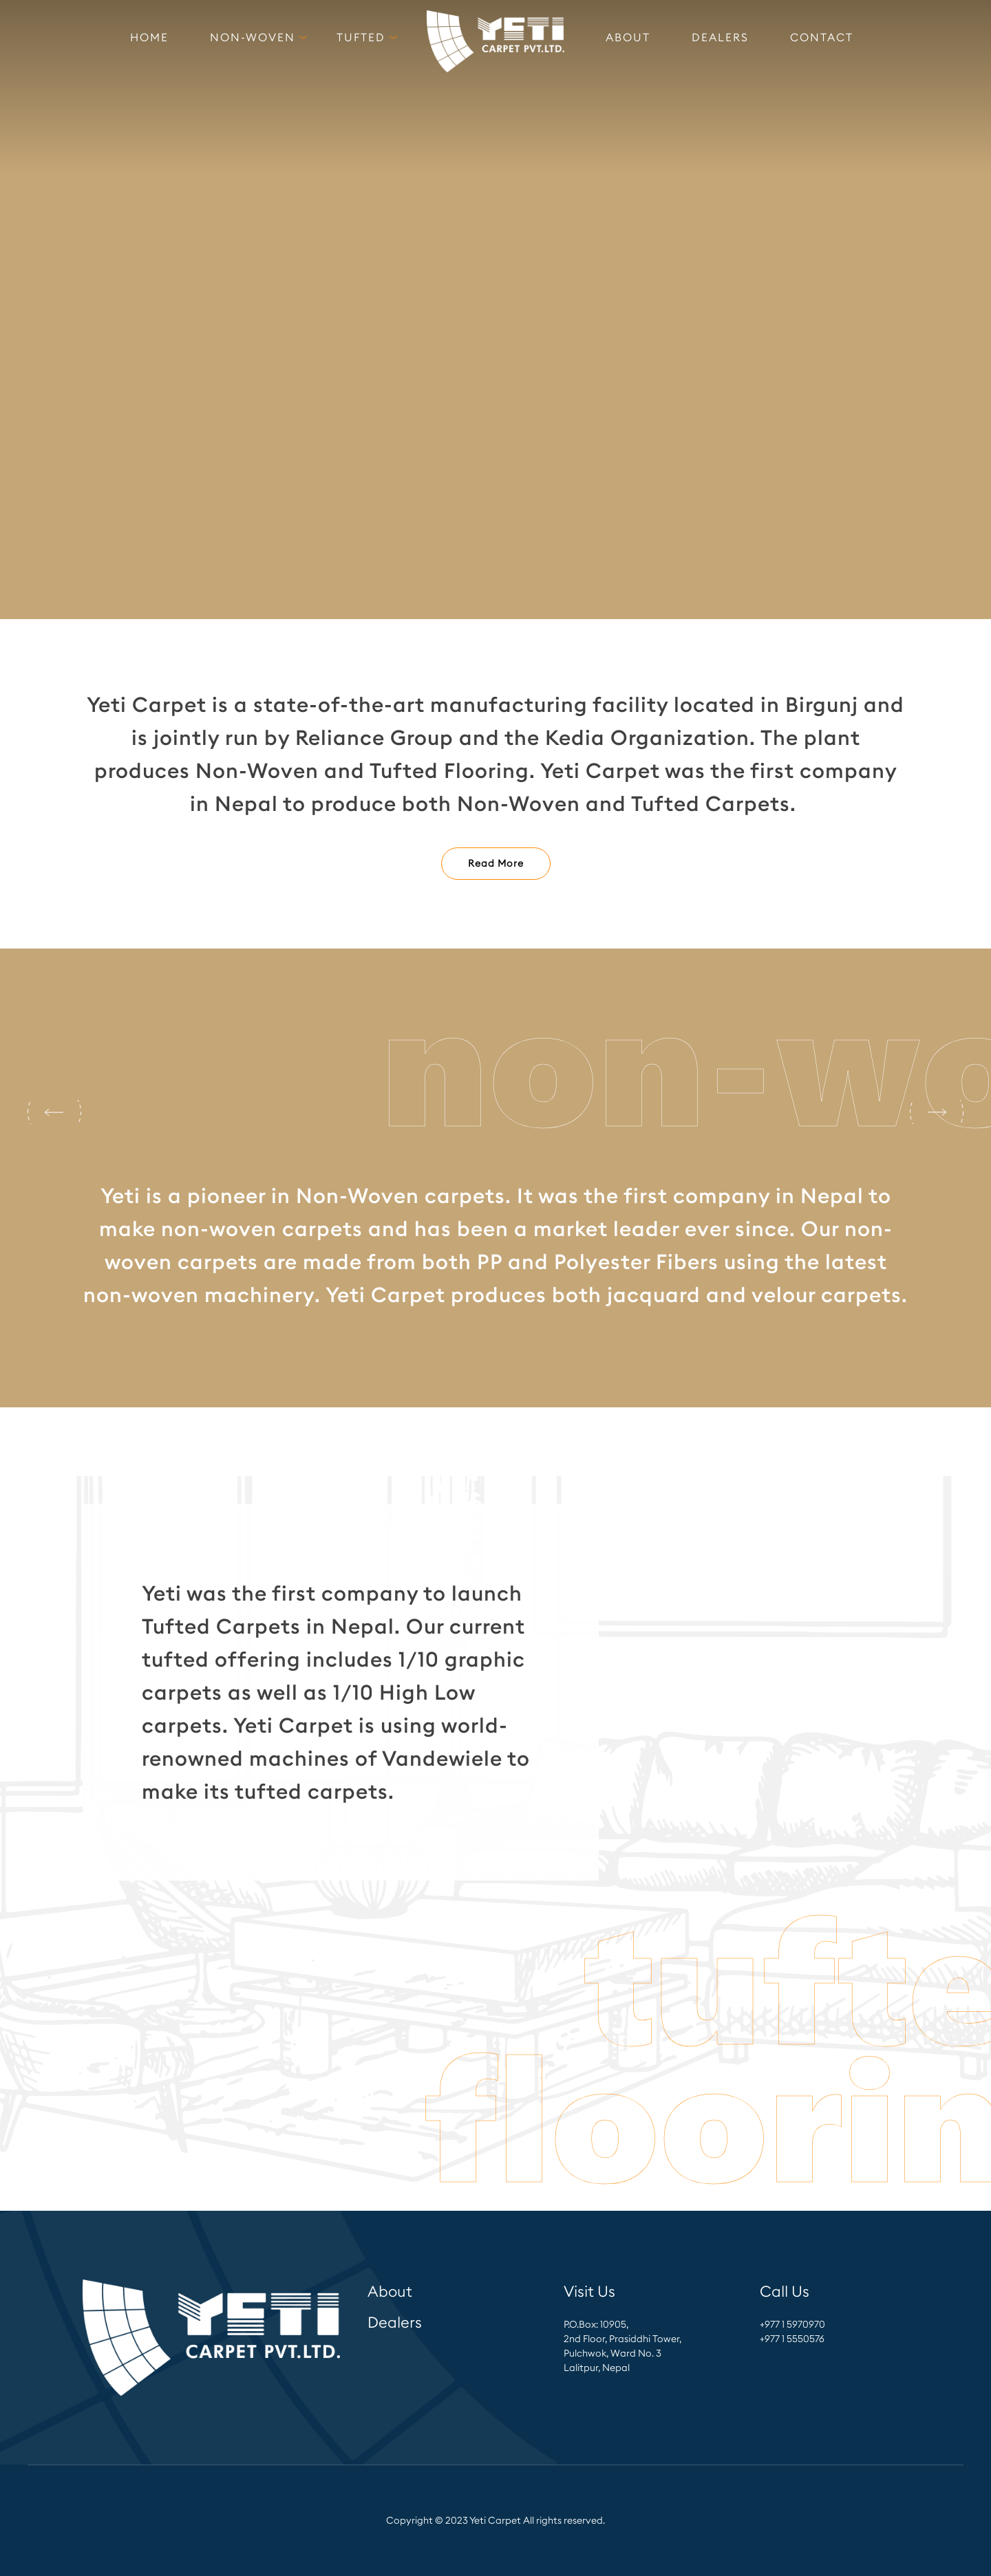 HOME NON-WOVEN TUFTED YETI ABOUT DEALERS CONTACT
CARPET PVT.LTD.
Yeti Carpet is a state-of-the-art manufacturing facility located in Birgunj and
is jointly run by Reliance Group and the Kedia Organization. The plant
produces Non-Woven and Tufted Flooring. Yeti Carpet was the first company
in Nepal to produce both Non-Woven and Tufted Carpets.
Read More
non-wo
Yeti is a pioneer in Non-Woven carpets. It was the first company in Nepal to
make non-woven carpets and has been a market leader ever since. Our non-
woven carpets are made from both PP and Polyester Fibers using the latest
non-woven machinery. Yeti Carpet produces both jacquard and velour carpets.
Yeti was the first company to launch
Tufted Carpets in Nepal. Our current
tufted offering includes 1/10 graphic
carpets as well as 1/10 High Low
carpets. Yeti Carpet is using world-
renowned machines of Vandewiele to
make its tufted carpets.
tufte
floorin
YETI
CARPET PVT.LTD.
About
Dealers
Visit Us
P.O.Box: 10905,
2nd Floor, Prasiddhi Tower,
Pulchwok, Ward No. 3
Lalitpur, Nepal
Call Us
+977 1 5970970
+977 1 5550576
Copyright © 2023 Yeti Carpet All rights reserved.